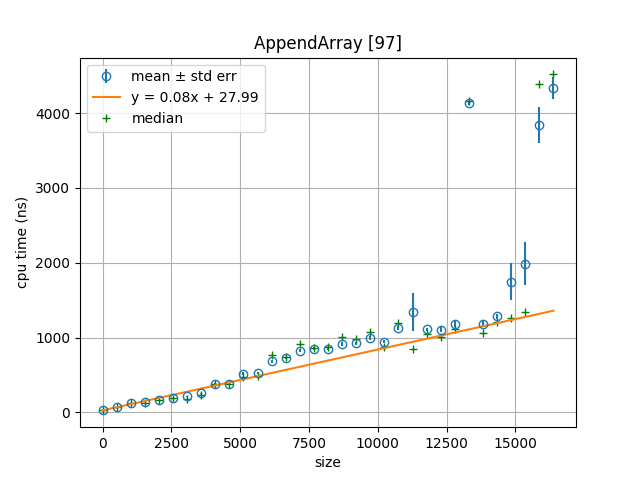 AppendArray [97]
mean ± std err
y = 0.08x + 27.99
median
4000
3000
2000
1000
0
cpu time (ns)
0 2500 5000 7500 10000 12500 15000
size